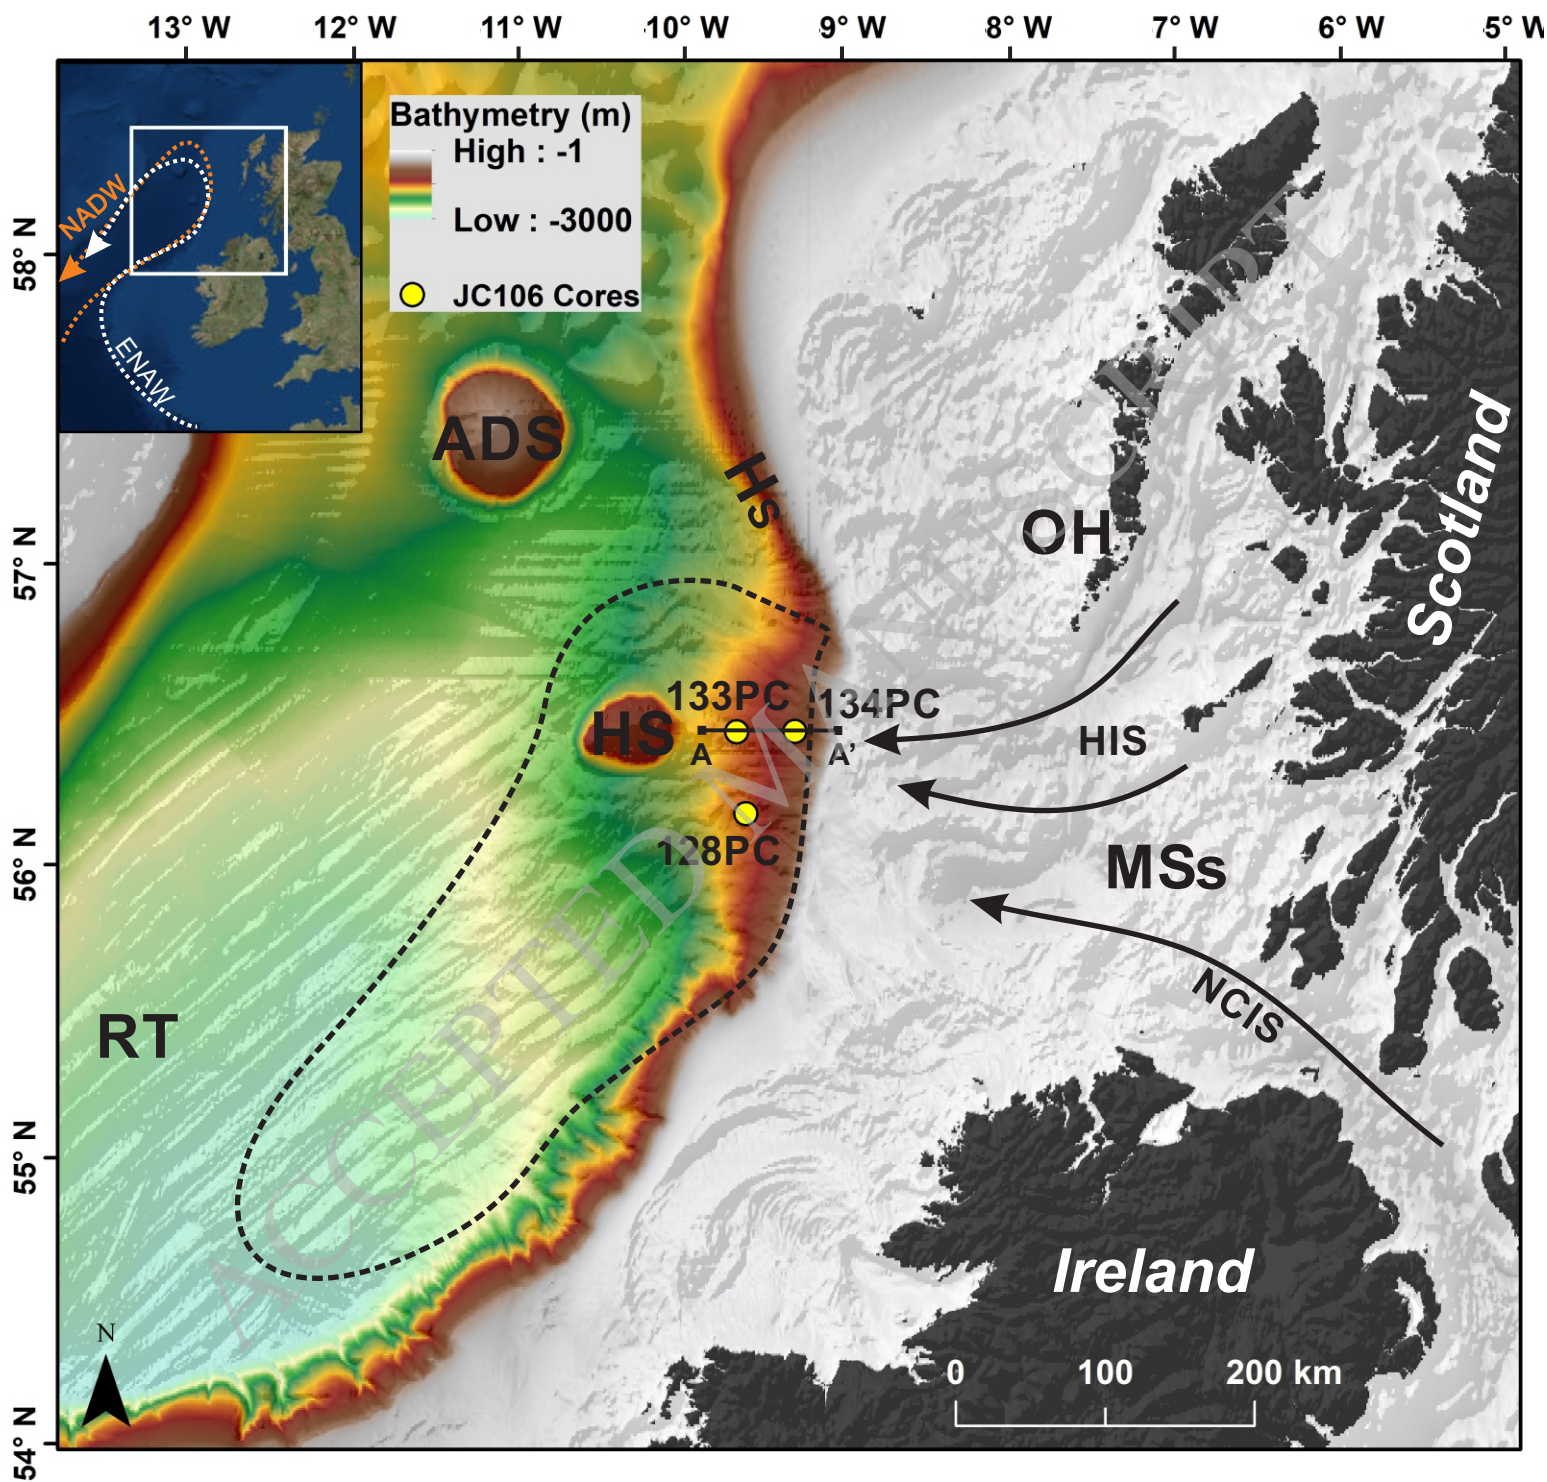 13° W 12° W 11° W 10° W 9° W 8° W 7° W 6° W 5° W
58° N
57° N
56° N
55° N
54° N
NADW
ENAW
Bathymetry (m)
High : -1
Low : -3000
JC106 Cores
ADS
Hs
OH
Scotland
133PC
134PC
HS
A
A'
HIS
128PC
MSs
NCIS
RT
Ireland
N
0 100 200 km
ACCEPTED MANUSCRIPT